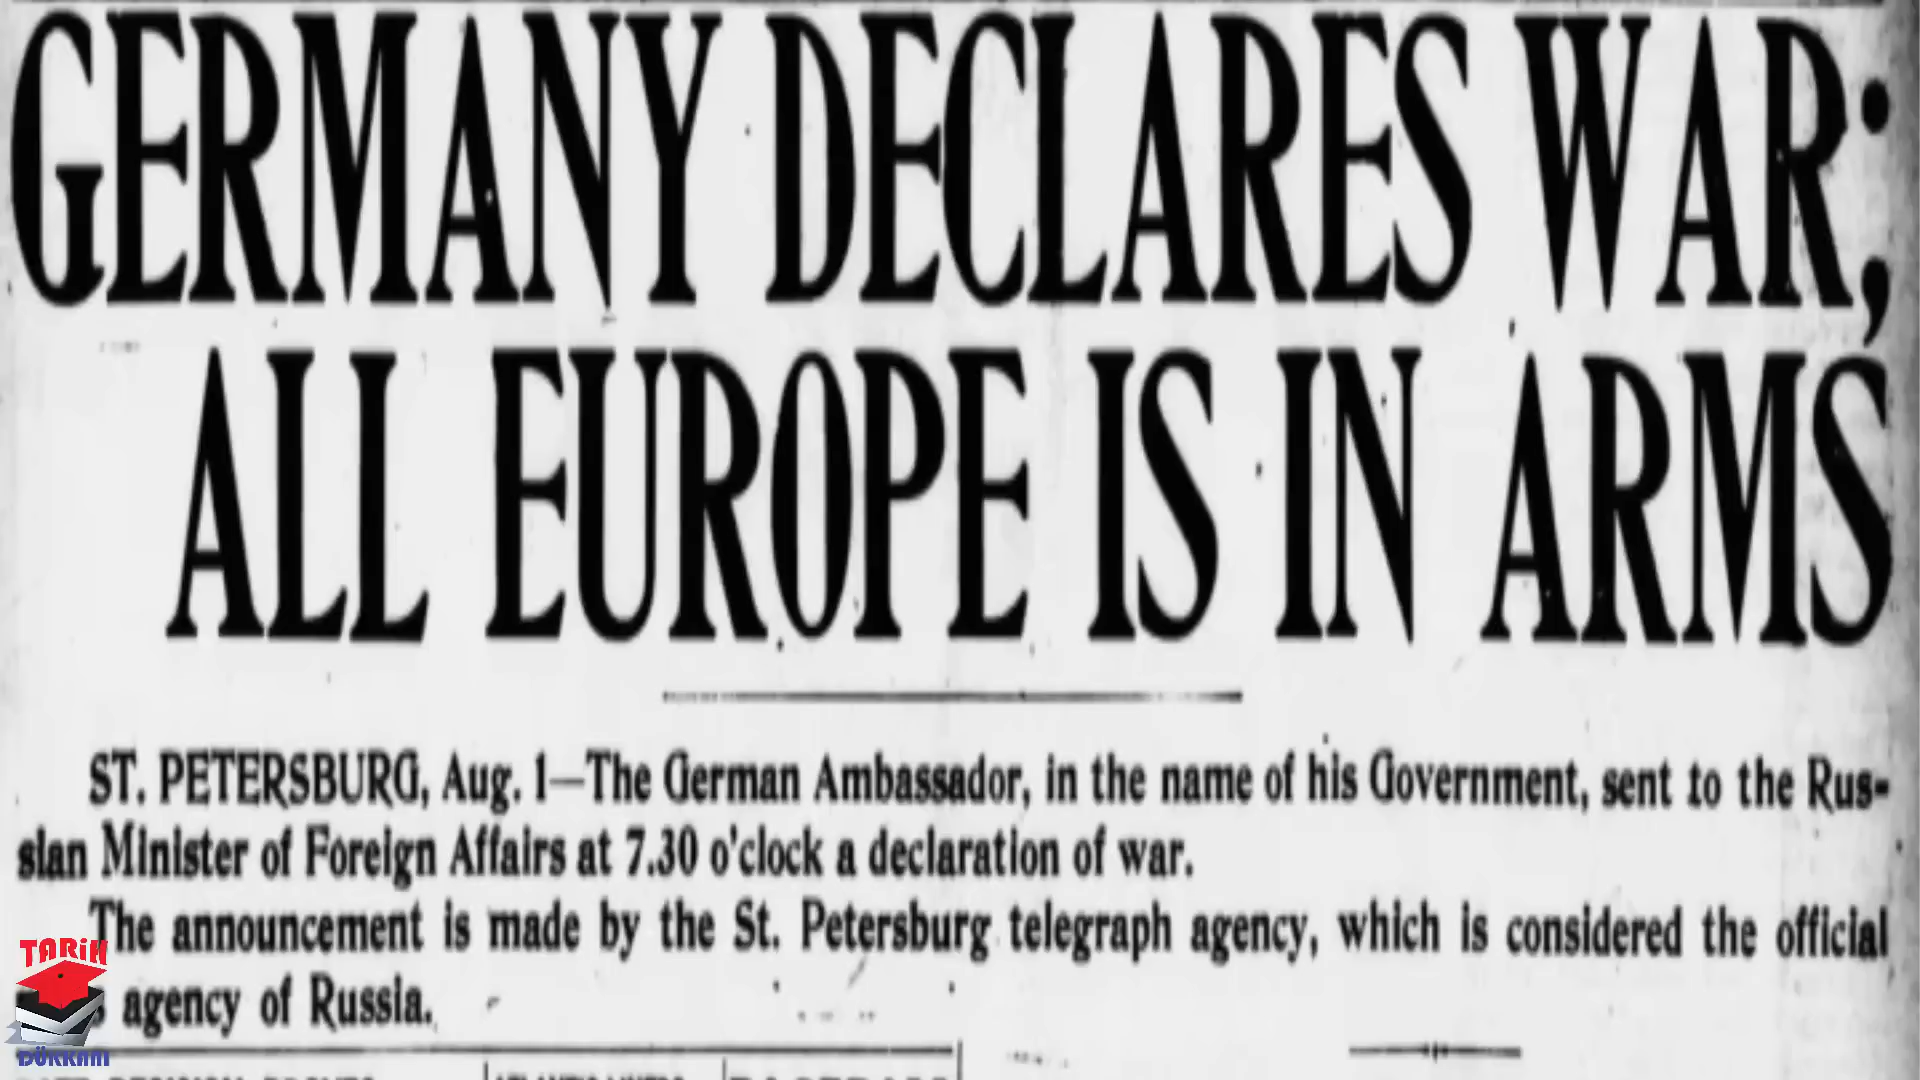 GERMANY DECLARES WAR;
ALL EUROPE IS IN ARMS
ST. PETERSBURG, Aug. 1—The German Ambassador, in the name of his Government, sent to the Rus-
sian Minister of Foreign Affairs at 7.30 o'clock a declaration of war.
The announcement is made by the St. Petersburg telegraph agency, which is considered the official
agency of Russia.
TARİH
DÜKKANI